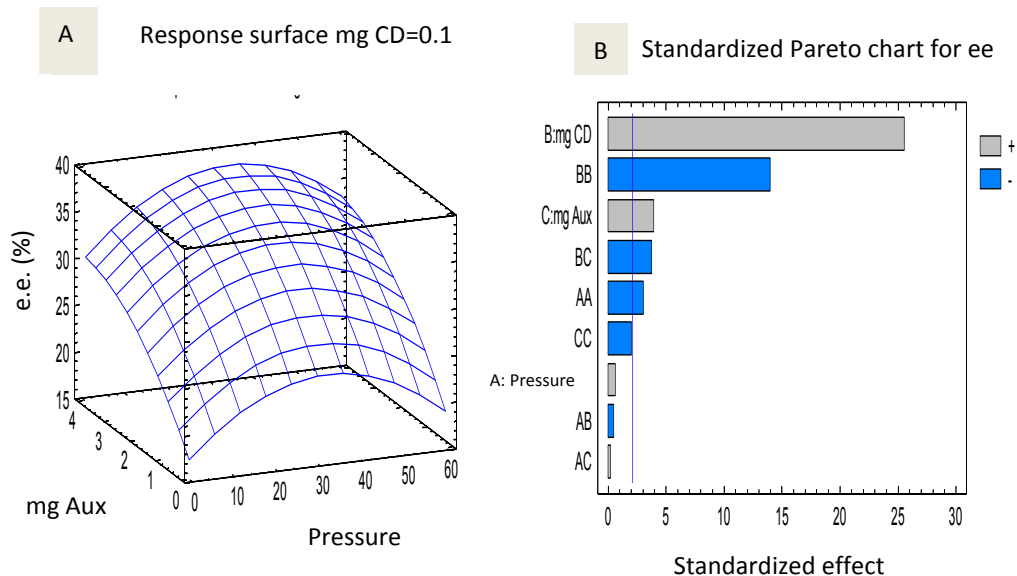 A
Response surface mg CD=0.1
40
35
30
25
20
15
e.e. (%)
4
3
2
1
0
mg Aux
0
10
20
30
40
50
60
Pressure
B
Standardized Pareto chart for ee
B:mg CD
BB
C:mg Aux
BC
AA
CC
A: Pressure
AB
AC
0 5 10 15 20 25 30
Standardized effect
+
-